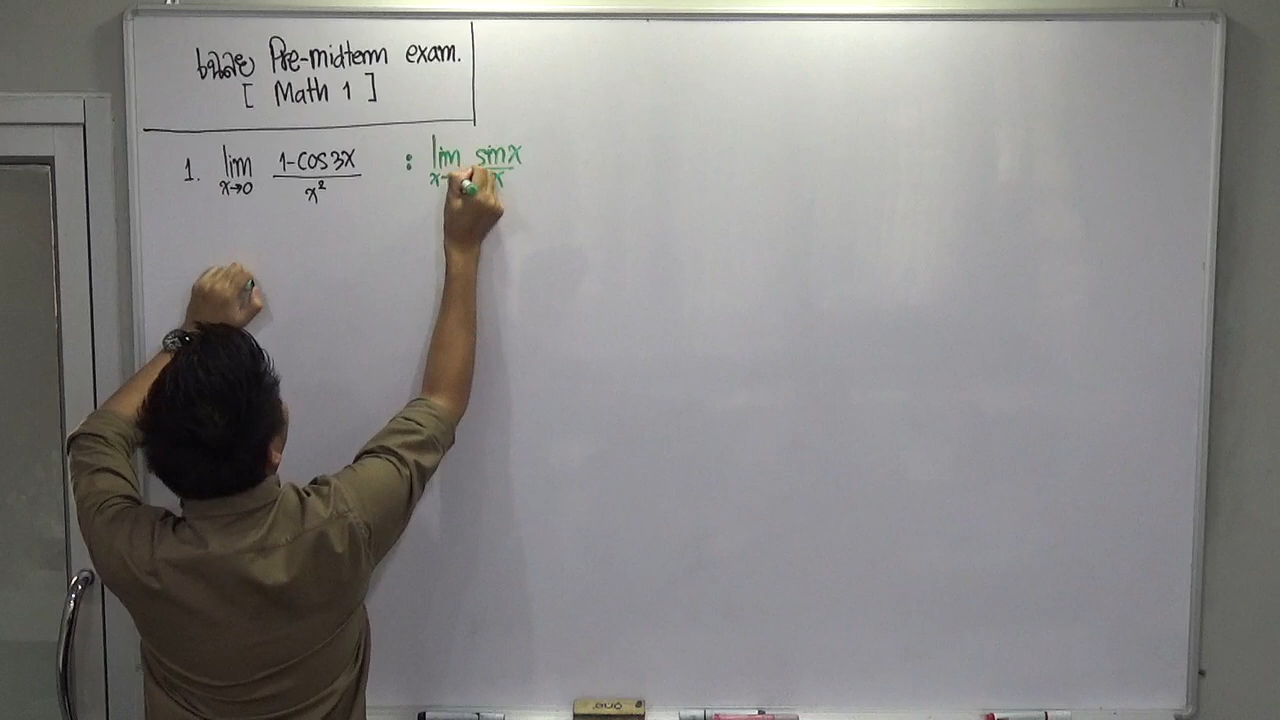 เฉลย Pre-midterm exam.
[ Math 1 ]
1. lim x→0 1-cos3x / x² : lim x→ sinx / x